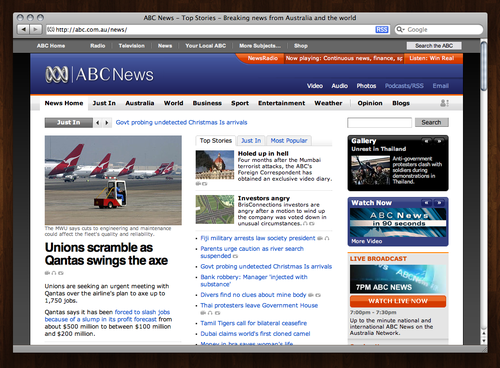 ABC News – Top Stories – Breaking news from Australia and the world
http://abc.com.au/news/
RSS
Google
ABC Home
Radio
Television
News
Your Local ABC
More Subjects...
Shop
Search the ABC
NewsRadio
Now playing: Continuous news, finance, sp
Listen: Win Real
ABC News
Video
Audio
Photos
Podcasts/RSS
Email
News Home
Just In
Australia
World
Business
Sport
Entertainment
Weather
Opinion
Blogs
Just In
Govt probing undetected Christmas Is arrivals
Search
The MWU says cuts to engineering and maintenance
could affect the fleet's quality and reliability.
Unions scramble as
Qantas swings the axe
Unions are seeking an urgent meeting with
Qantas over the airline's plan to axe up to
1,750 jobs.
Qantas says it has been forced to slash jobs
because of a slump in its profit forecast from
about $500 million to between $100 million
and $200 million.
Top Stories
Just In
Most Popular
Holed up in hell
Four months after the Mumbai
terrorist attacks, the ABC's
Foreign Correspondent has
obtained an exclusive video diary.
Investors angry
BrisConnections investors are
angry after a motion to wind up
the company was voted down in
unusual circumstances.
Fiji military arrests law society president
Parents urge caution as river search
suspended
Govt probing undetected Christmas Is arrivals
Bank robbery: Manager 'injected with
substance'
Divers find no clues about mine body
Thai protesters leave Government House
Tamil Tigers call for bilateral ceasefire
Dubai claims world's first cloned camel
Money in bra saves woman's life
Gallery
Unrest in Thailand
Anti-government
protesters clash with
soldiers during
demonstrations in
Thailand.
Watch Now
ABC News
in 90 seconds
More Video
LIVE BROADCAST
7PM ABC NEWS
WATCH LIVE NOW
7:00pm - 7:30pm
Up to the minute national and
international ABC News on the
Australia Network.